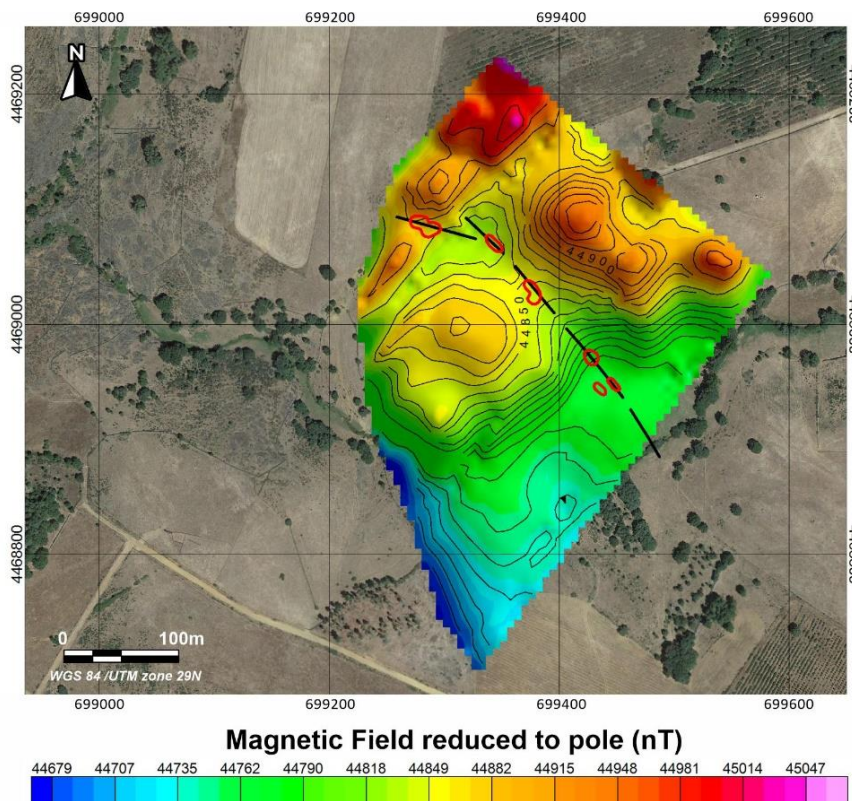 699000 699200 699400 699600
N
4469200
4469000
4468800
44900
44850
0 100m
WGS 84 /UTM zone 29N
699000 699200 699400 699600
Magnetic Field reduced to pole (nT)
44679 44707 44735 44762 44790 44818 44849 44882 44915 44948 44981 45014 45047